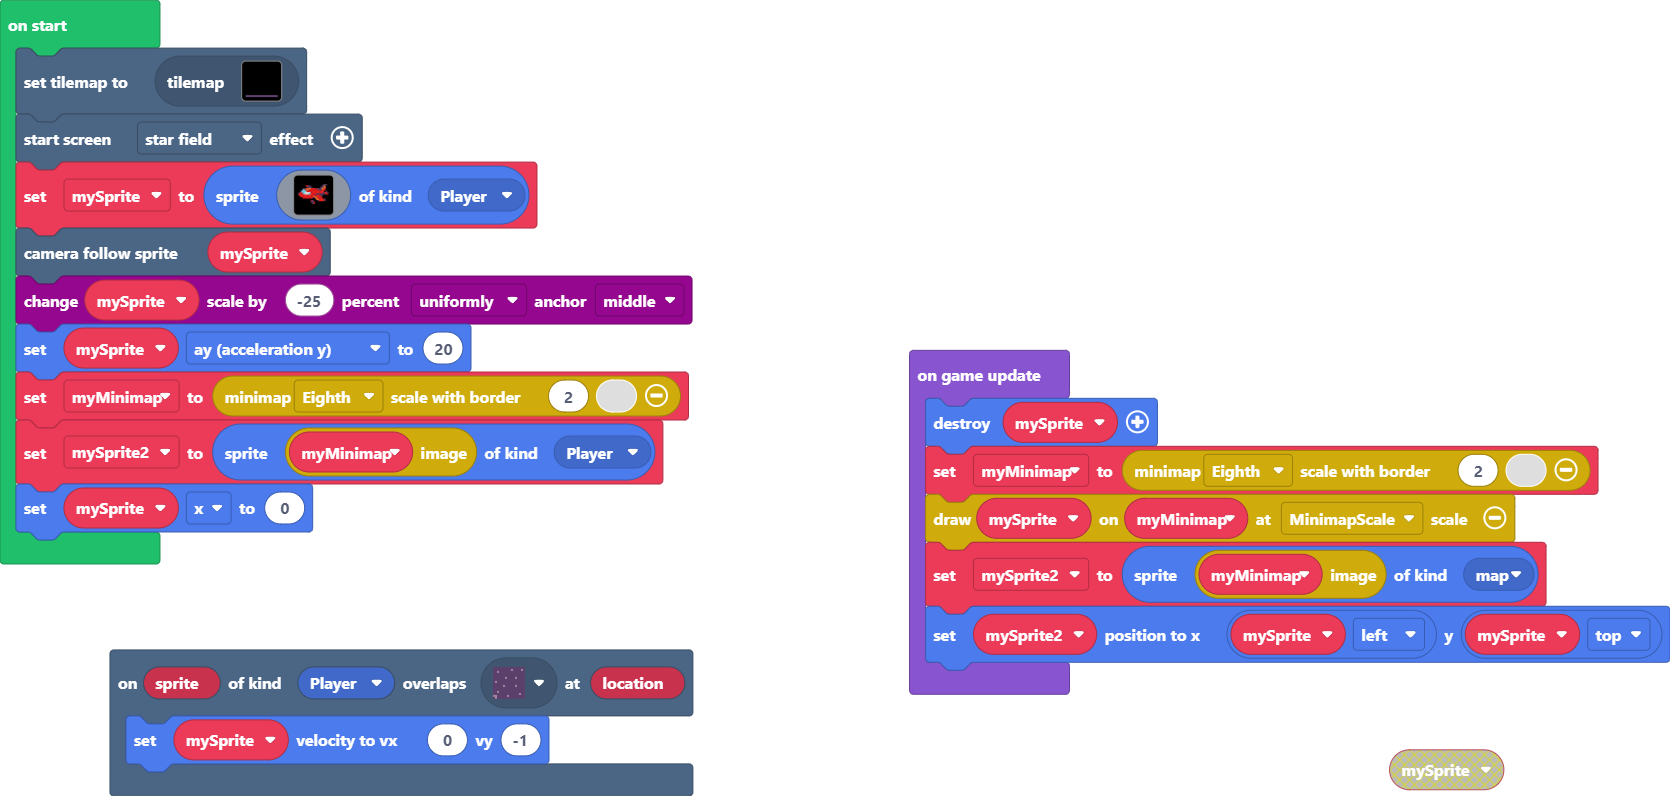 on start
set tilemap to tilemap
start screen star field effect
set mySprite to sprite of kind Player
camera follow sprite mySprite
change mySprite scale by -25 percent uniformly anchor middle
set mySprite ay (acceleration y) to 20
set myMinimap to minimap Eighth scale with border 2
set mySprite2 to sprite myMinimap image of kind Player
set mySprite x to 0
on game update
destroy mySprite
set myMinimap to minimap Eighth scale with border 2
draw mySprite on myMinimap at MinimapScale scale
set mySprite2 to sprite myMinimap image of kind map
set mySprite2 position to x mySprite left y mySprite top
on sprite of kind Player overlaps at location
set mySprite velocity to vx 0 vy -1
mySprite